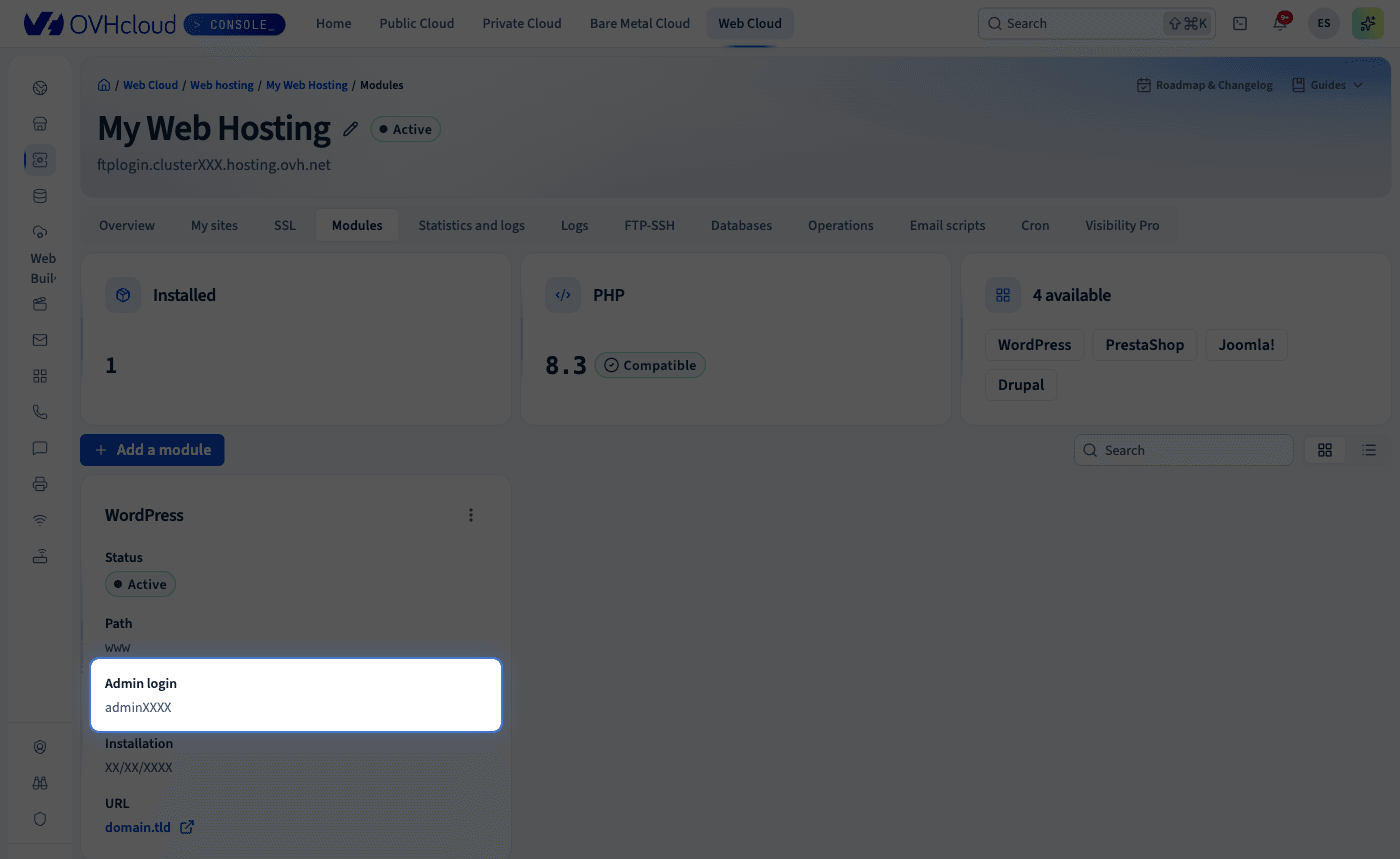 OVHcloud >CONSOLE_ Home Public Cloud Private Cloud Bare Metal Cloud Web Cloud Search ⇧⌘K 9+ ES
/ Web Cloud / Web hosting / My Web Hosting / Modules Roadmap & Changelog Guides
My Web Hosting Active
ftplogin.clusterXXX.hosting.ovh.net
Overview My sites SSL Modules Statistics and logs Logs FTP-SSH Databases Operations Email scripts Cron Visibility Pro
Web
Buil
Installed
1
PHP
8.3 Compatible
4 available
WordPress PrestaShop Joomla!
Drupal
+ Add a module Search
WordPress
Status
Active
Path
www
Admin login
adminXXXX
Installation
XX/XX/XXXX
URL
domain.tld